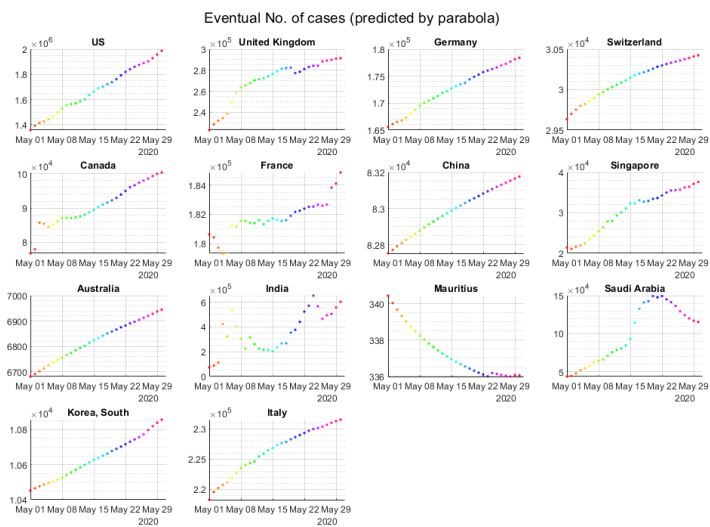 Eventual No. of cases (predicted by parabola)
US
×10^6
2
1.8
1.6
1.4
May 01 May 08 May 15 May 22 May 29
2020
United Kingdom
×10^5
3
2.8
2.6
2.4
May 01 May 08 May 15 May 22 May 29
2020
Germany
×10^5
1.8
1.75
1.7
1.65
May 01 May 08 May 15 May 22 May 29
2020
Switzerland
×10^4
3.05
3
2.95
May 01 May 08 May 15 May 22 May 29
2020
Canada
×10^4
10
9
8
May 01 May 08 May 15 May 22 May 29
2020
France
×10^5
1.84
1.82
1.8
May 01 May 08 May 15 May 22 May 29
2020
China
×10^4
8.32
8.3
8.28
May 01 May 08 May 15 May 22 May 29
2020
Singapore
×10^4
4
3
2
May 01 May 08 May 15 May 22 May 29
2020
Australia
7000
6900
6800
6700
May 01 May 08 May 15 May 22 May 29
2020
India
×10^5
6
4
2
0
May 01 May 08 May 15 May 22 May 29
2020
Mauritius
340
338
336
May 01 May 08 May 15 May 22 May 29
2020
Saudi Arabia
×10^4
15
10
5
May 01 May 08 May 15 May 22 May 29
2020
Korea, South
×10^4
1.08
1.06
1.04
May 01 May 08 May 15 May 22 May 29
2020
Italy
×10^5
2.3
2.25
2.2
May 01 May 08 May 15 May 22 May 29
2020